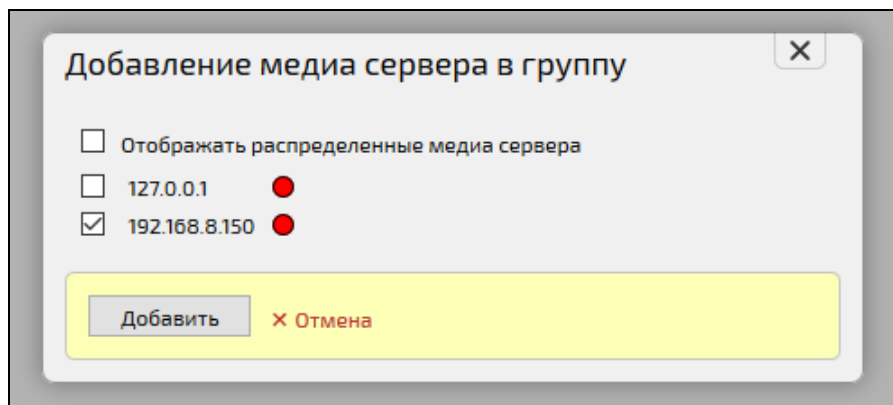 Добавление медиа сервера в группу
Отображать распределенные медиа сервера
127.0.0.1
192.168.8.150
Добавить × Отмена